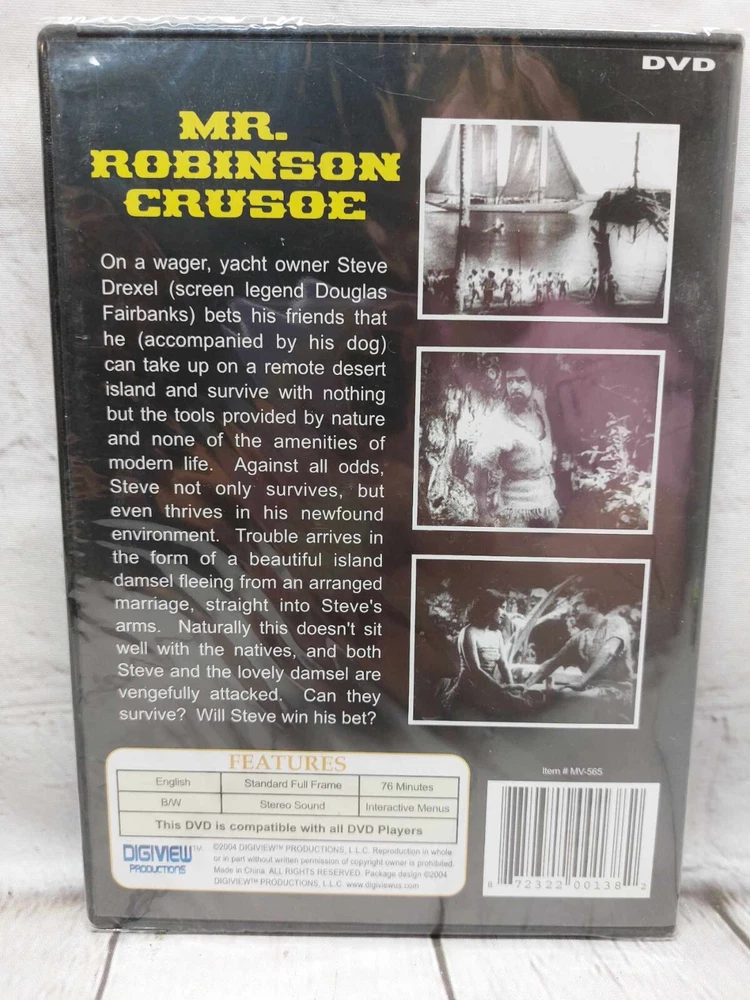 DVD
MR.
ROBINSON
CRUSOE
On a wager, yacht owner Steve
Drexel (screen legend Douglas
Fairbanks) bets his friends that
he (accompanied by his dog)
can take up on a remote desert
island and survive with nothing
but the tools provided by nature
and none of the amenities of
modern life. Against all odds,
Steve not only survives, but
even thrives in his newfound
environment. Trouble arrives in
the form of a beautiful island
damsel fleeing from an arranged
marriage, straight into Steve's
arms. Naturally this doesn't sit
well with the natives, and both
Steve and the lovely damsel are
vengefully attacked. Can they
survive? Will Steve win his bet?
FEATURES
English Standard Full Frame 76 Minutes
B/W Stereo Sound Interactive Menus
This DVD is compatible with all DVD Players
DIGIVIEW™
PRODUCTIONS
©2004 DIGIVIEW™ PRODUCTIONS, L.L.C. Reproduction in whole
or in part without written permission of copyright owner is prohibited.
Made in China. ALL RIGHTS RESERVED. Package design ©2004
DIGIVIEW™ PRODUCTIONS, L.L.C. www.digiviewus.com
Item # MV-565
8 72322 00138 2